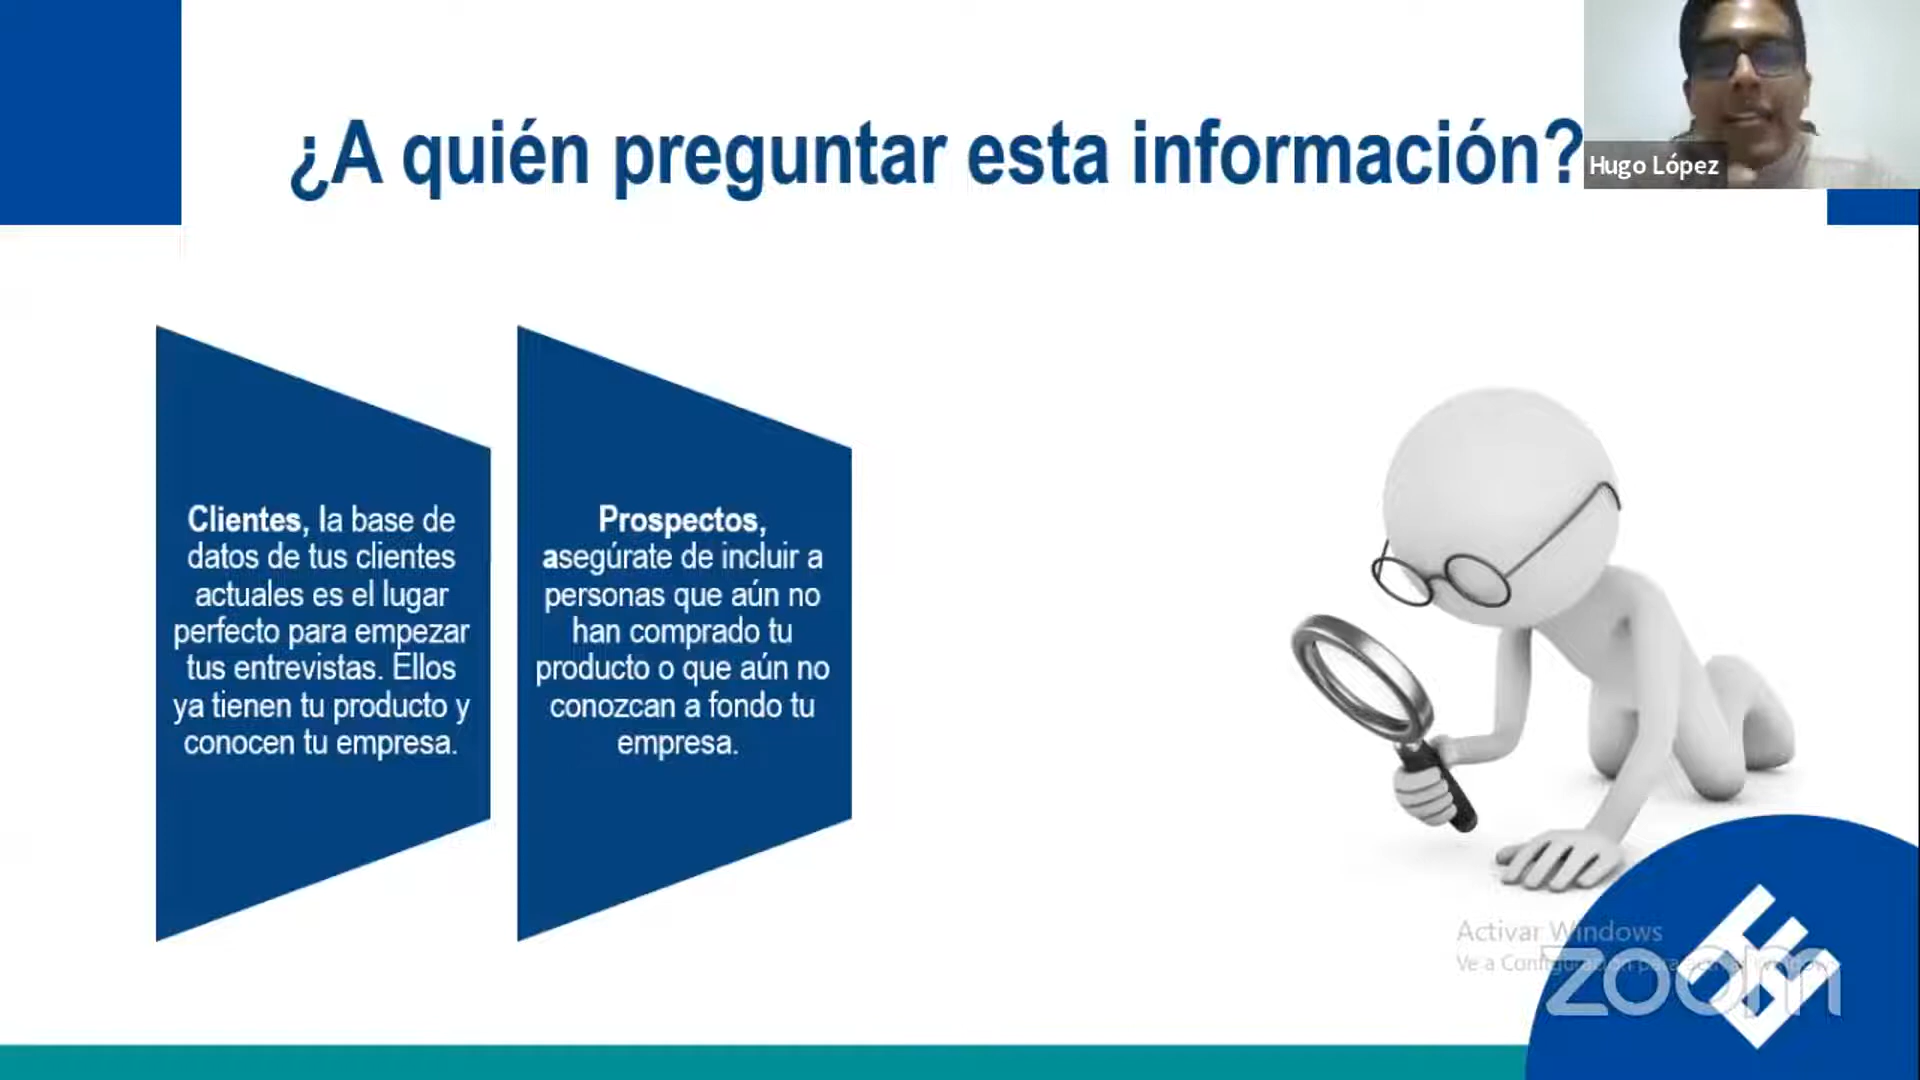 ¿A quién preguntar esta información?
Hugo López
Clientes, la base de
datos de tus clientes
actuales es el lugar
perfecto para empezar
tus entrevistas. Ellos
ya tienen tu producto y
conocen tu empresa.
Prospectos,
asegúrate de incluir a
personas que aún no
han comprado tu
producto o que aún no
conozcan a fondo tu
empresa.
Activar Windows
Ve a Configuración para activar Windows.
zoom